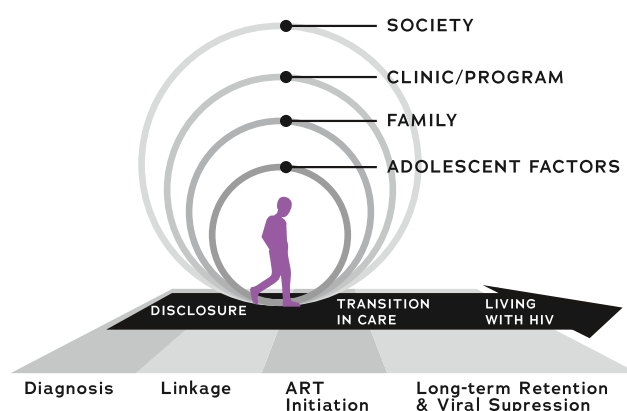 SOCIETY
CLINIC/PROGRAM
FAMILY
ADOLESCENT FACTORS
DISCLOSURE
TRANSITION
IN CARE
LIVING
WITH HIV
Diagnosis
Linkage
ART
Initiation
Long-term Retention
& Viral Supression